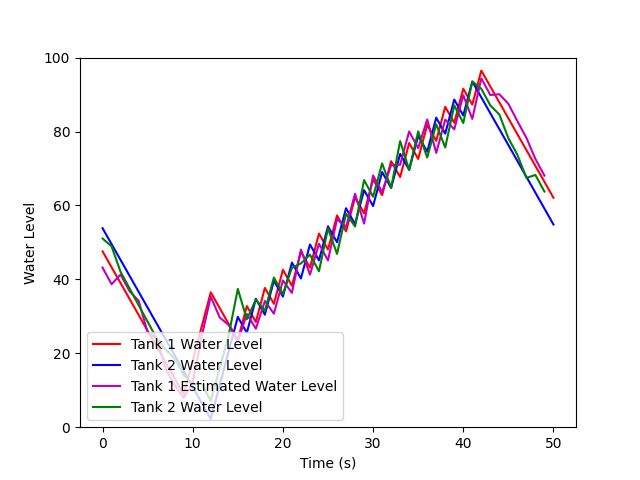 100
80
60
40
20
0
Water Level
Tank 1 Water Level
Tank 2 Water Level
Tank 1 Estimated Water Level
Tank 2 Water Level
0 10 20 30 40 50
Time (s)